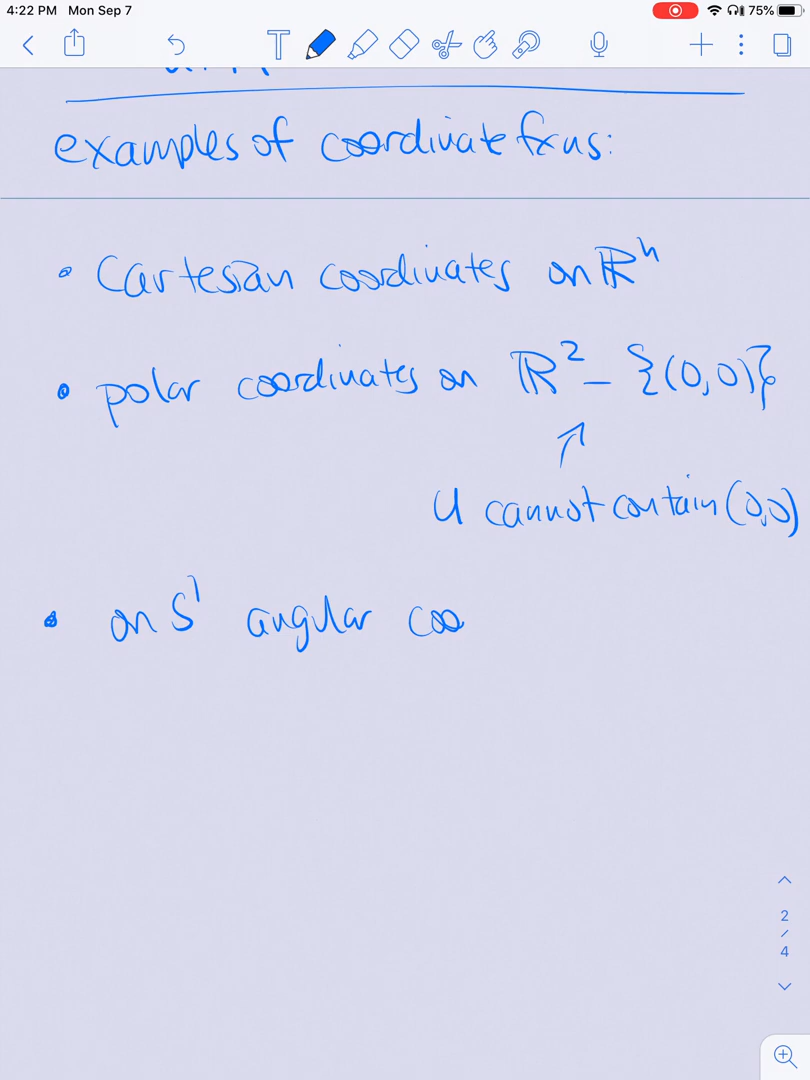 4:22 PM Mon Sep 7 75%
T
examples of coordinate fxns:
• Cartesian coordinates on ℝⁿ
• polar coordinates on ℝ² - {(0,0)}
↗
U cannot contain (0,0)
• on S¹ angular coo
2
/
4